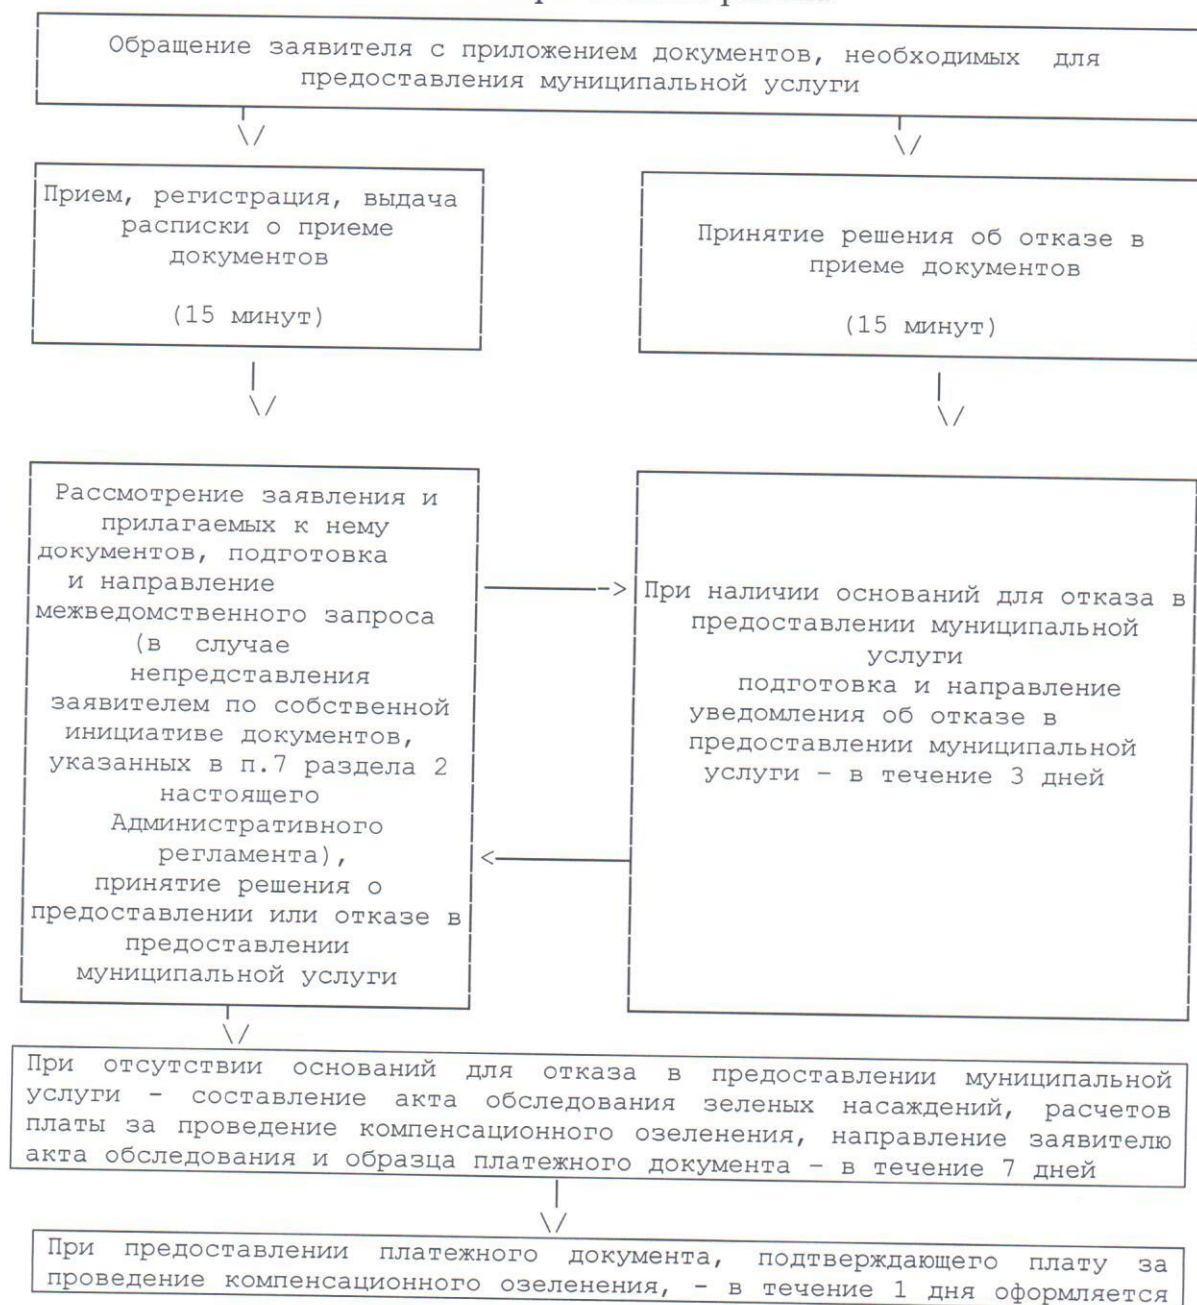 Обращение заявителя с приложением документов, необходимых для
предоставления муниципальной услуги
Прием, регистрация, выдача
расписки о приеме
документов
(15 минут)
Принятие решения об отказе в
приеме документов
(15 минут)
Рассмотрение заявления и
прилагаемых к нему
документов, подготовка
и направление
межведомственного запроса
(в случае
непредставления
заявителем по собственной
инициативе документов,
указанных в п.7 раздела 2
настоящего
Административного
регламента),
принятие решения о
предоставлении или отказе в
предоставлении
муниципальной услуги
При наличии оснований для отказа в
предоставлении муниципальной
услуги
подготовка и направление
уведомления об отказе в
предоставлении муниципальной
услуги – в течение 3 дней
При отсутствии оснований для отказа в предоставлении муниципальной
услуги - составление акта обследования зеленых насаждений, расчетов
платы за проведение компенсационного озеленения, направление заявителю
акта обследования и образца платежного документа – в течение 7 дней
При предоставлении платежного документа, подтверждающего плату за
проведение компенсационного озеленения, - в течение 1 дня оформляется